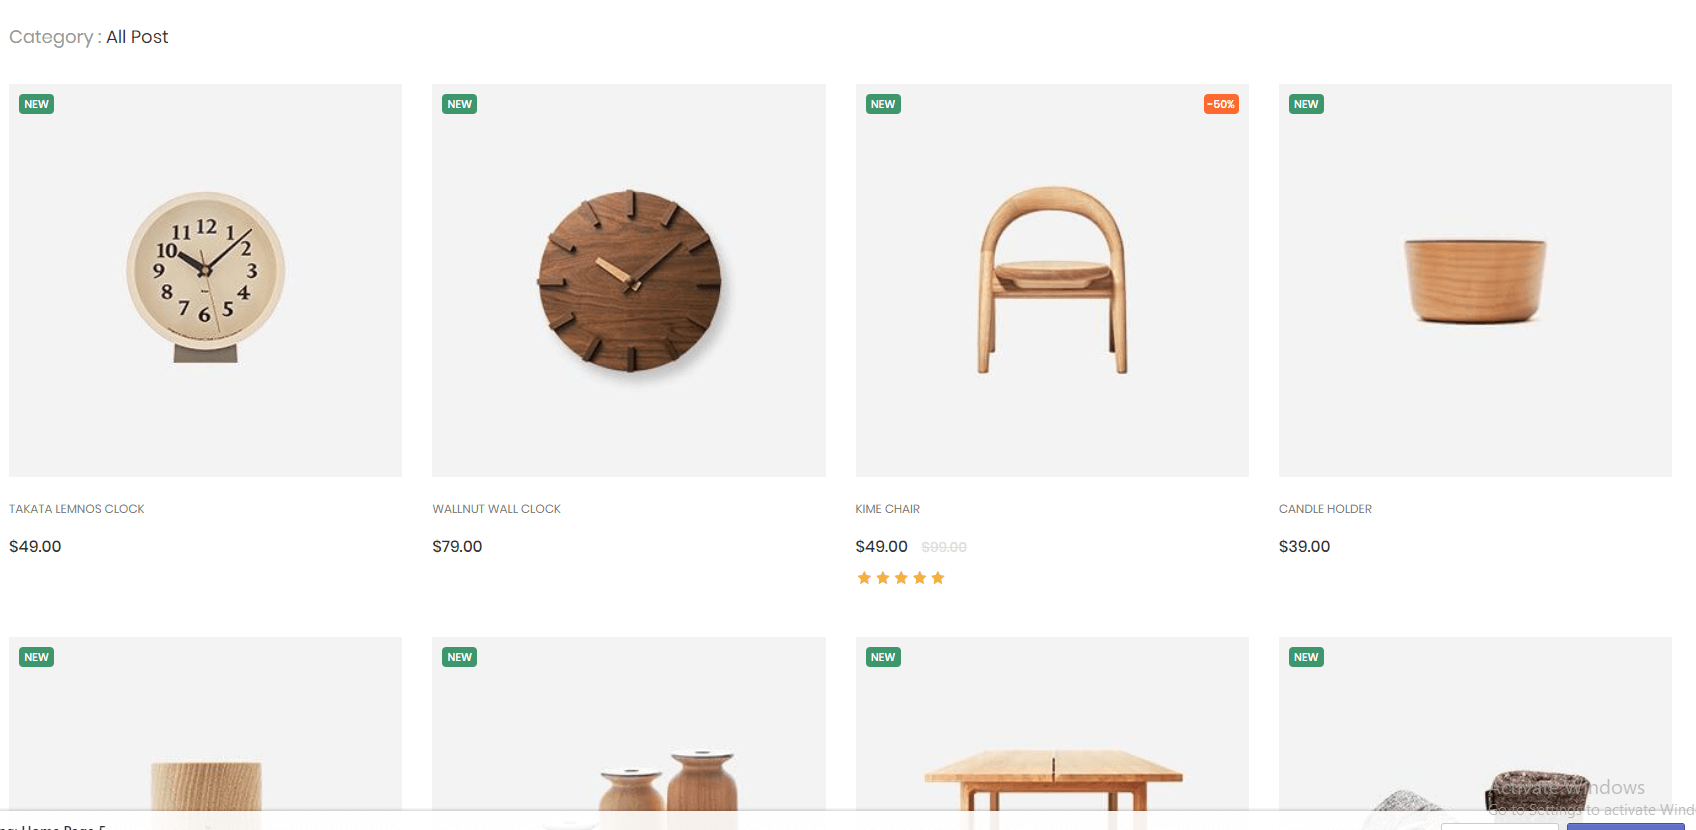 Category : All Post
NEW
NEW
NEW
-50%
NEW
11 12 1
10 2
9 3
8 4
7 6 5
TAKATA LEMNOS CLOCK
WALLNUT WALL CLOCK
KIME CHAIR
CANDLE HOLDER
$49.00
$79.00
$49.00 $99.00
$39.00
NEW
NEW
NEW
NEW
Activate Windows
Go to Settings to activate Wind
Home Page 5